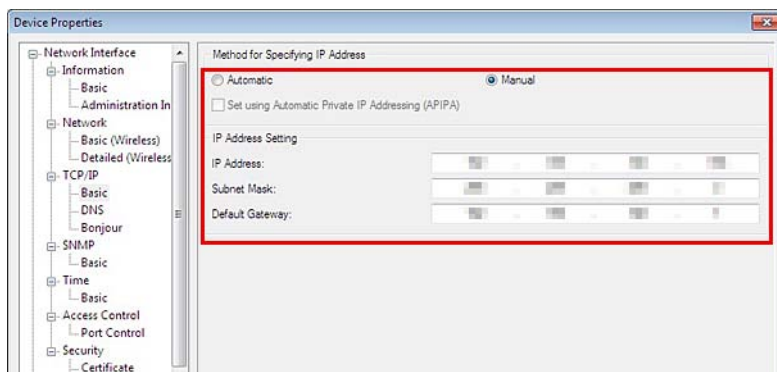 Device Properties
Network Interface
Information
Basic
Administration In
Network
Basic (Wireless)
Detailed (Wireless
TCP/IP
Basic
DNS
Bonjour
SNMP
Basic
Time
Basic
Access Control
Port Control
Security
Certificate
Method for Specifying IP Address
Automatic
Manual
Set using Automatic Private IP Addressing (APIPA)
IP Address Setting
IP Address:
Subnet Mask:
Default Gateway: